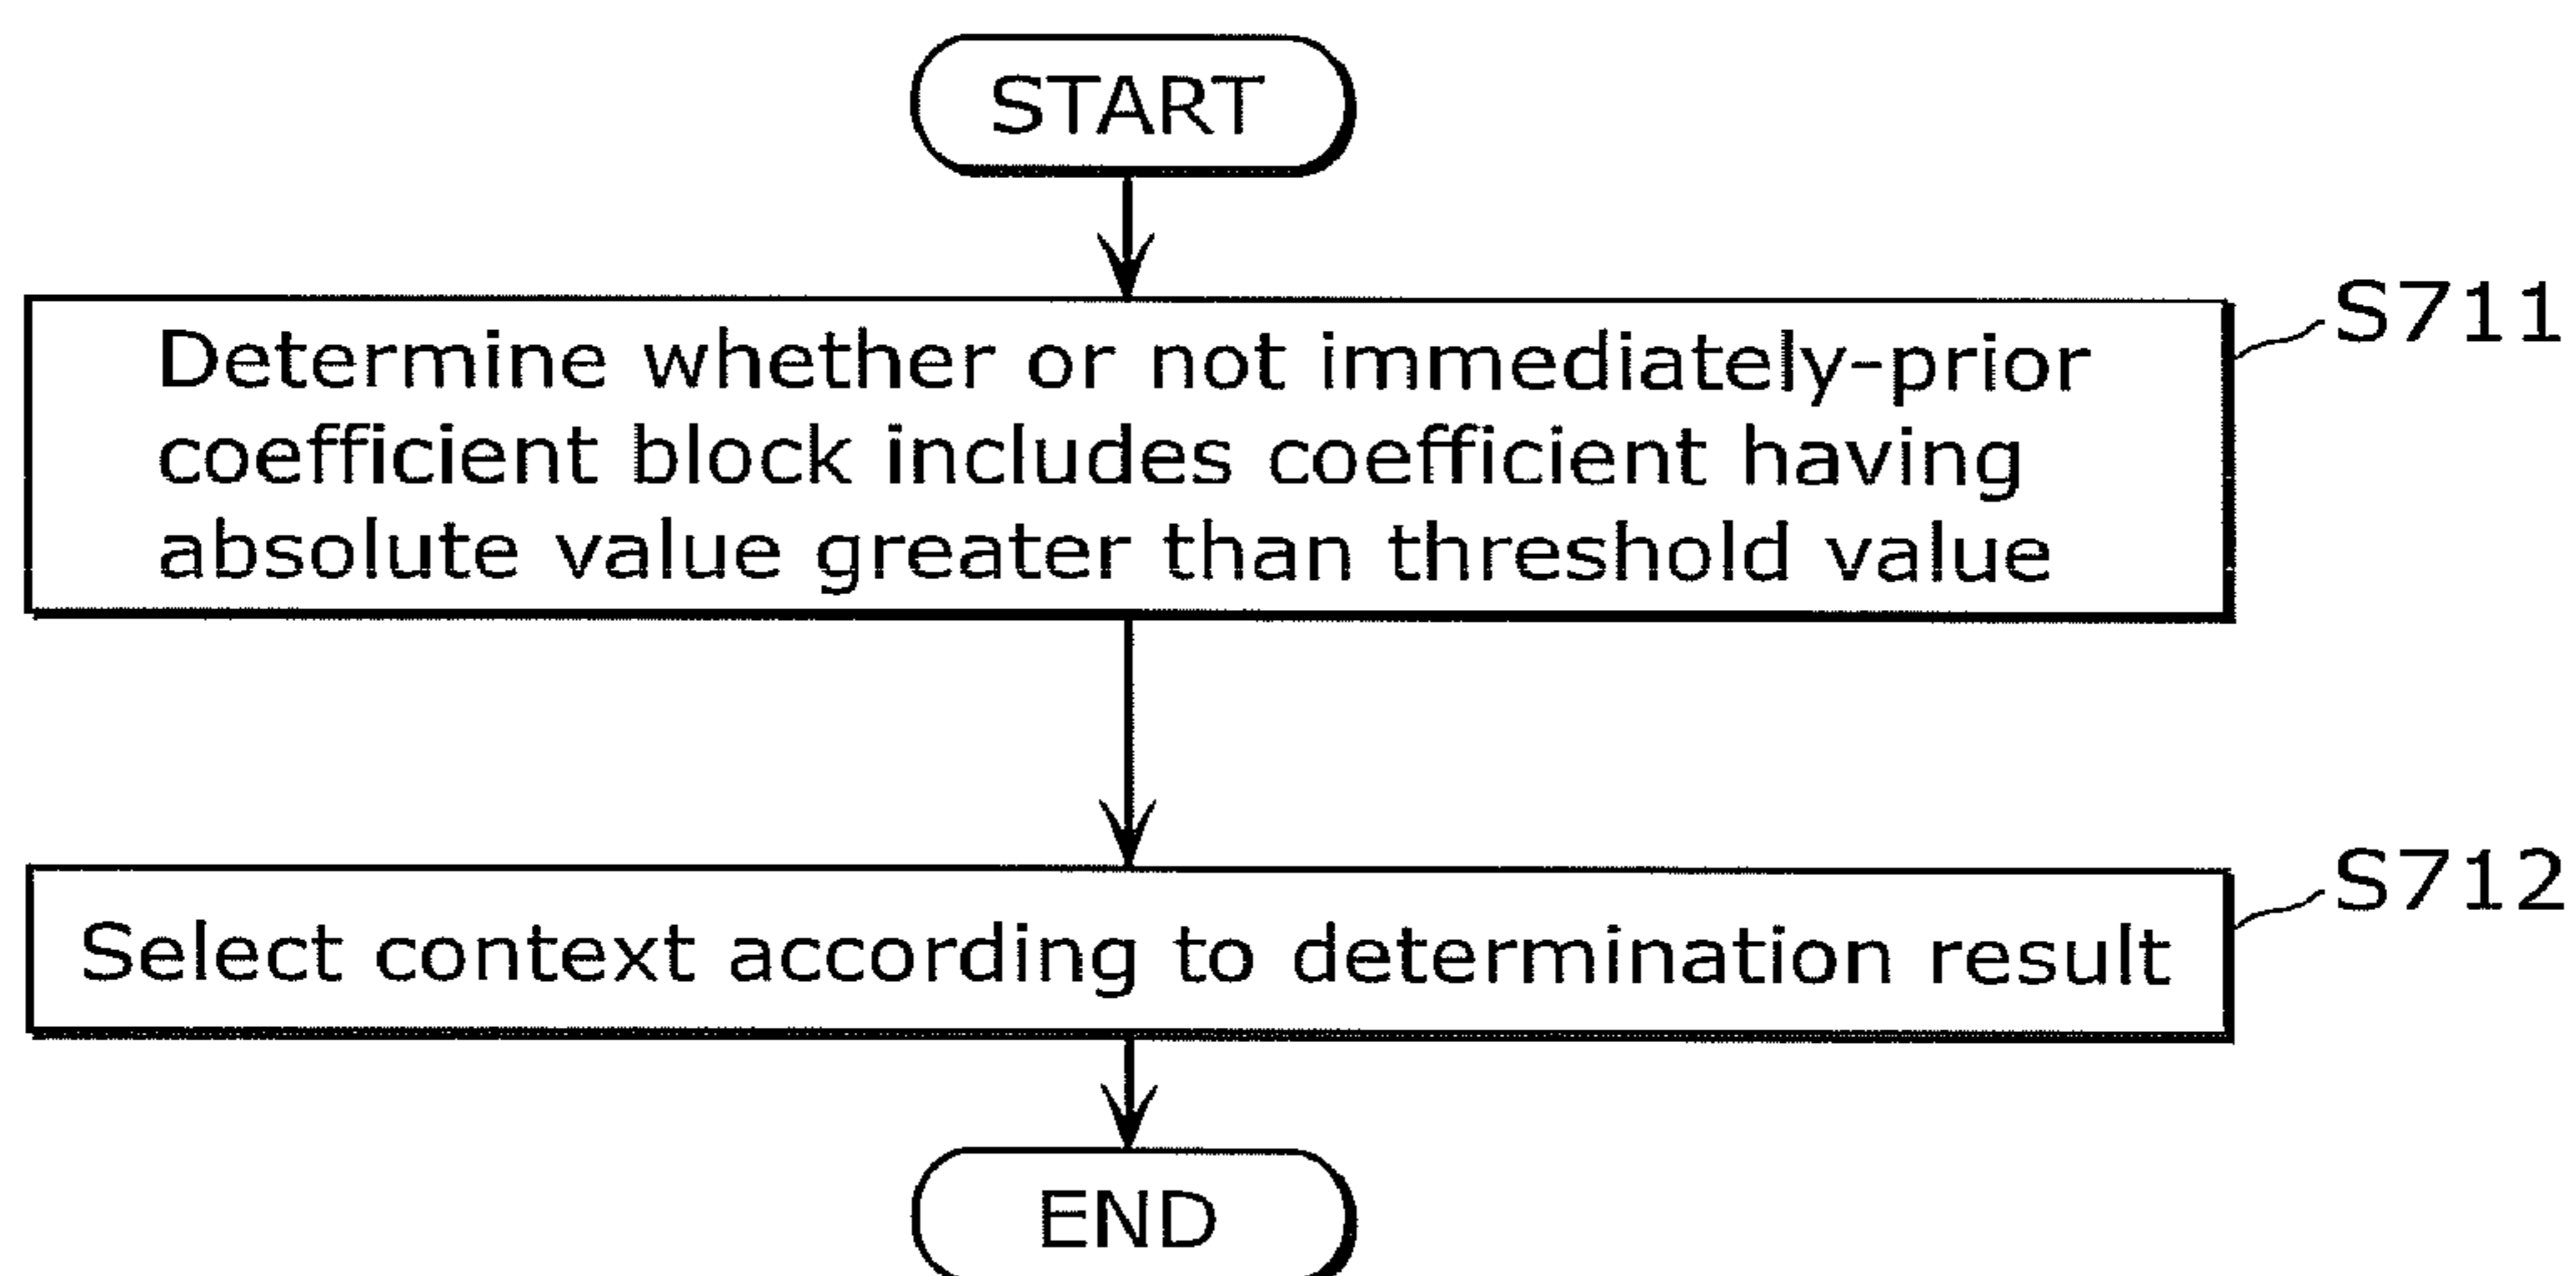 START
Determine whether or not immediately-prior
coefficient block includes coefficient having
absolute value greater than threshold value
S711
Select context according to determination result
S712
END